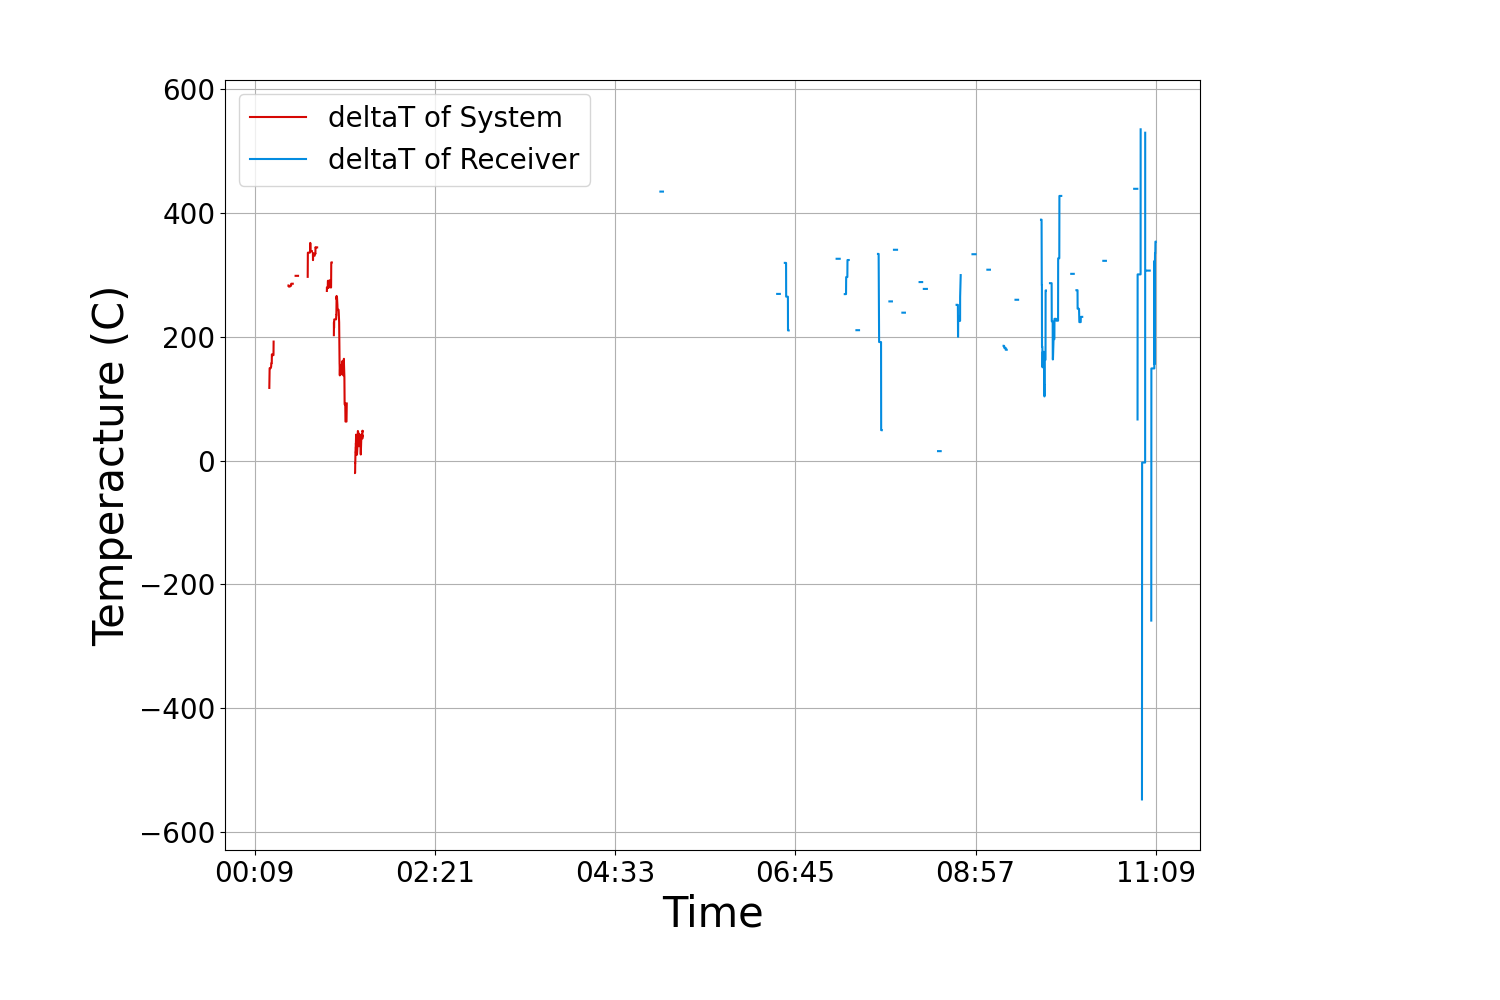 deltaT of System
deltaT of Receiver
600
400
200
0
−200
−400
−600
Temperacture (C)
00:09 02:21 04:33 06:45 08:57 11:09
Time